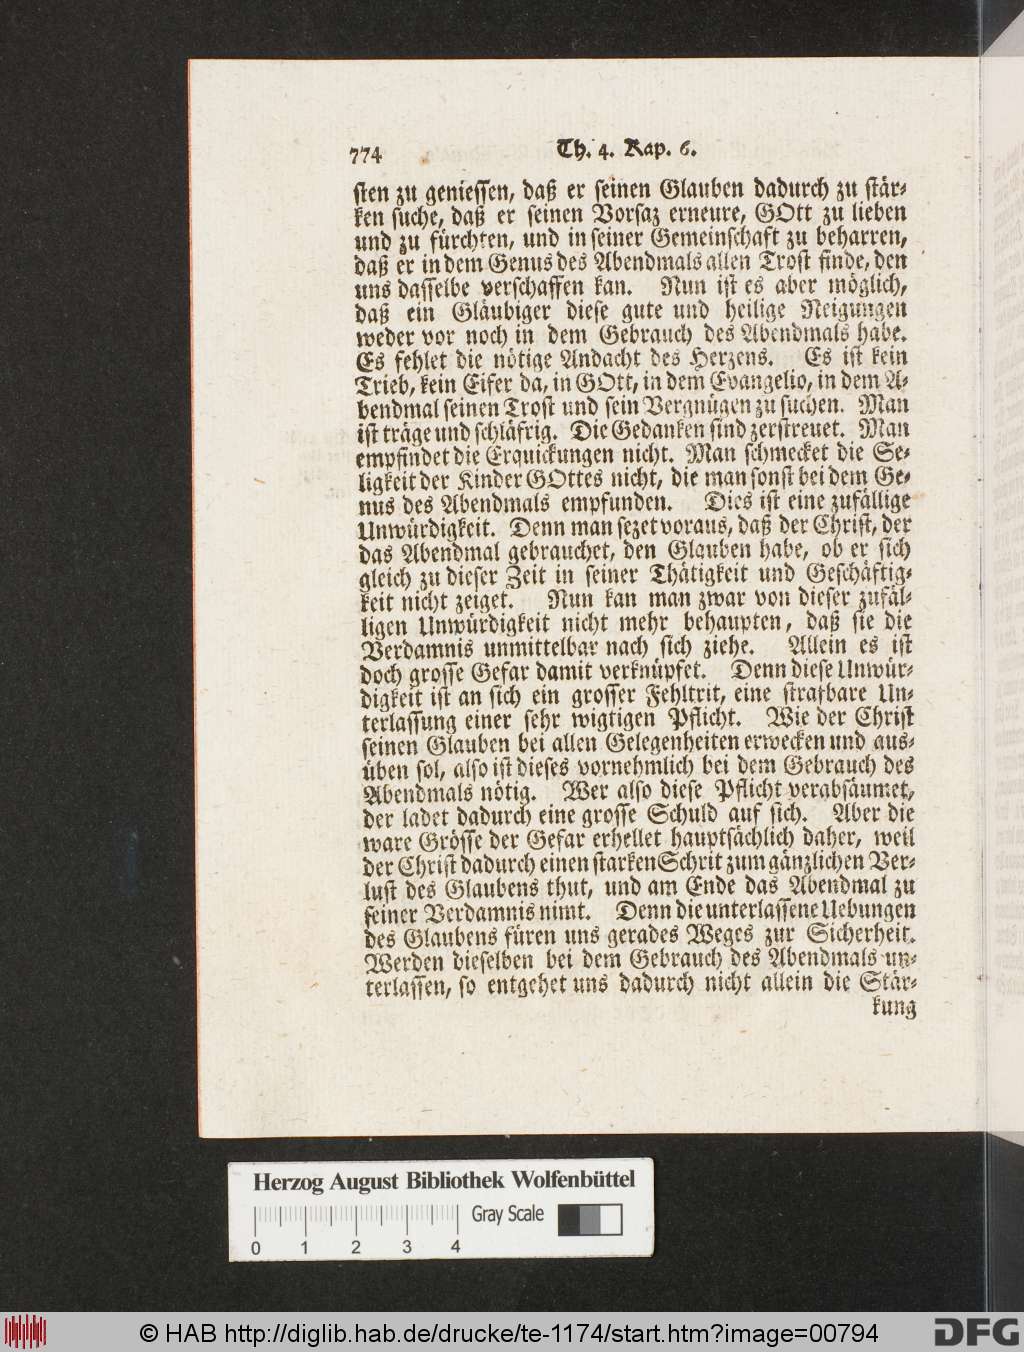 774
Th. 4. Kap. 6.
sten zu geniessen, daß er seinen Glauben dadurch zu stär-
ken suche, daß er seinen Vorsaz erneure, GOtt zu lieben
und zu fürchten, und in seiner Gemeinschaft zu beharren,
daß er in dem Genus des Abendmals allen Trost finde, den
uns dasselbe verschaffen kan. Nun ist es aber möglich,
daß ein Gläubiger diese gute und heilige Neigungen
weder vor noch in dem Gebrauch des Abendmals habe.
Es fehlet die nötige Andacht des Herzens. Es ist kein
Trieb, kein Eifer da, in GOtt, in dem Evangelio, in dem A-
bendmal seinen Trost und sein Vergnügen zu suchen. Man
ist träge und schläfrig. Die Gedanken sind zerstreuet. Man
empfindet die Erquickungen nicht. Man schmecket die Se-
ligkeit der Kinder GOttes nicht, die man sonst bei dem Ge-
nus des Abendmals empfunden. Dies ist eine zufällige
Unwürdigkeit. Denn man sezet voraus, daß der Christ, der
das Abendmal gebrauchet, den Glauben habe, ob er sich
gleich zu dieser Zeit in seiner Thätigkeit und Geschäftig-
keit nicht zeiget. Nun kan man zwar von dieser zufäl-
ligen Unwürdigkeit nicht mehr behaupten, daß sie die
Verdamnis unmittelbar nach sich ziehe. Allein es ist
doch grosse Gefar damit verknüpfet. Denn diese Unwür-
digkeit ist an sich ein grosser Fehltrit, eine strafbare Un-
terlassung einer sehr wigtigen Pflicht. Wie der Christ
seinen Glauben bei allen Gelegenheiten erwecken und aus-
üben sol, also ist dieses vornehmlich bei dem Gebrauch des
Abendmals nötig. Wer also diese Pflicht verabsäumet,
der ladet dadurch eine grosse Schuld auf sich. Aber die
ware Grösse der Gefar erhellet hauptsächlich daher, weil
der Christ dadurch einen starken Schrit zum gänzlichen Ver-
lust des Glaubens thut, und am Ende das Abendmal zu
seiner Verdamnis nimt. Denn die unterlassene Uebungen
des Glaubens füren uns gerades Weges zur Sicherheit.
Werden dieselben bei dem Gebrauch des Abendmals un-
terlassen, so entgehet uns dadurch nicht allein die Stär-
kung
Herzog August Bibliothek Wolfenbüttel
Gray Scale
0 1 2 3 4
© HAB http://diglib.hab.de/drucke/te-1174/start.htm?image=00794
DFG